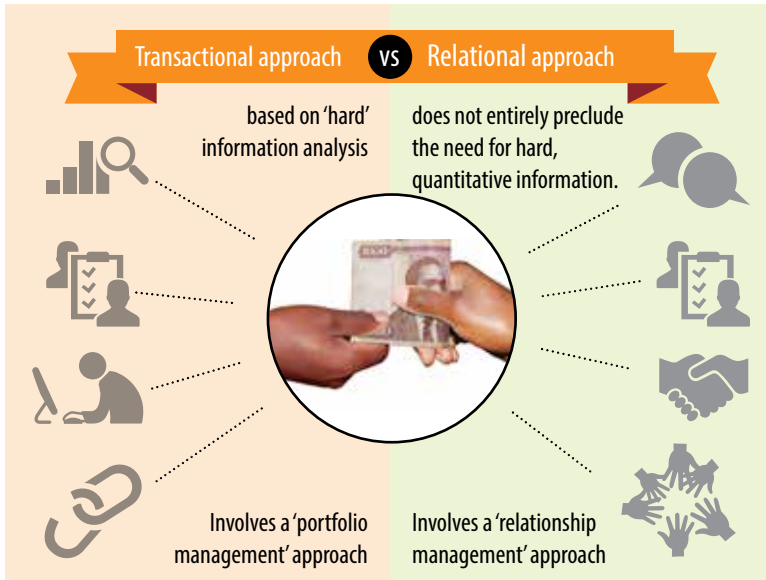 Transactional approach
vs
Relational approach
based on ‘hard’
information analysis
does not entirely preclude
the need for hard,
quantitative information.
Involves a ‘portfolio
management’ approach
Involves a ‘relationship
management’ approach